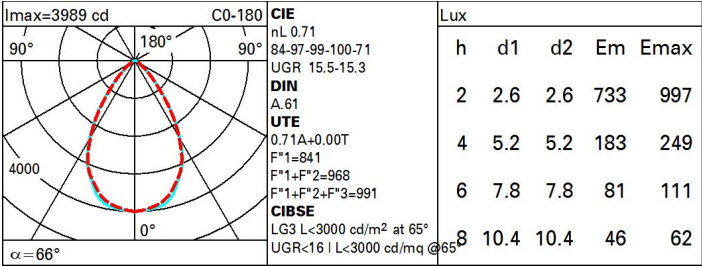 Imax=3989 cd C0-180
90° 180° 90°
4000
0°
α=66°
CIE
nL 0.71
84-97-99-100-71
UGR 15.5-15.3
DIN
A.61
UTE
0.71A+0.00T
F"1=841
F"1+F"2=968
F"1+F"2+F"3=991
CIBSE
LG3 L<3000 cd/m² at 65°
UGR<16 | L<3000 cd/mq @65°
Lux
h d1 d2 Em Emax
2 2.6 2.6 733 997
4 5.2 5.2 183 249
6 7.8 7.8 81 111
8 10.4 10.4 46 62